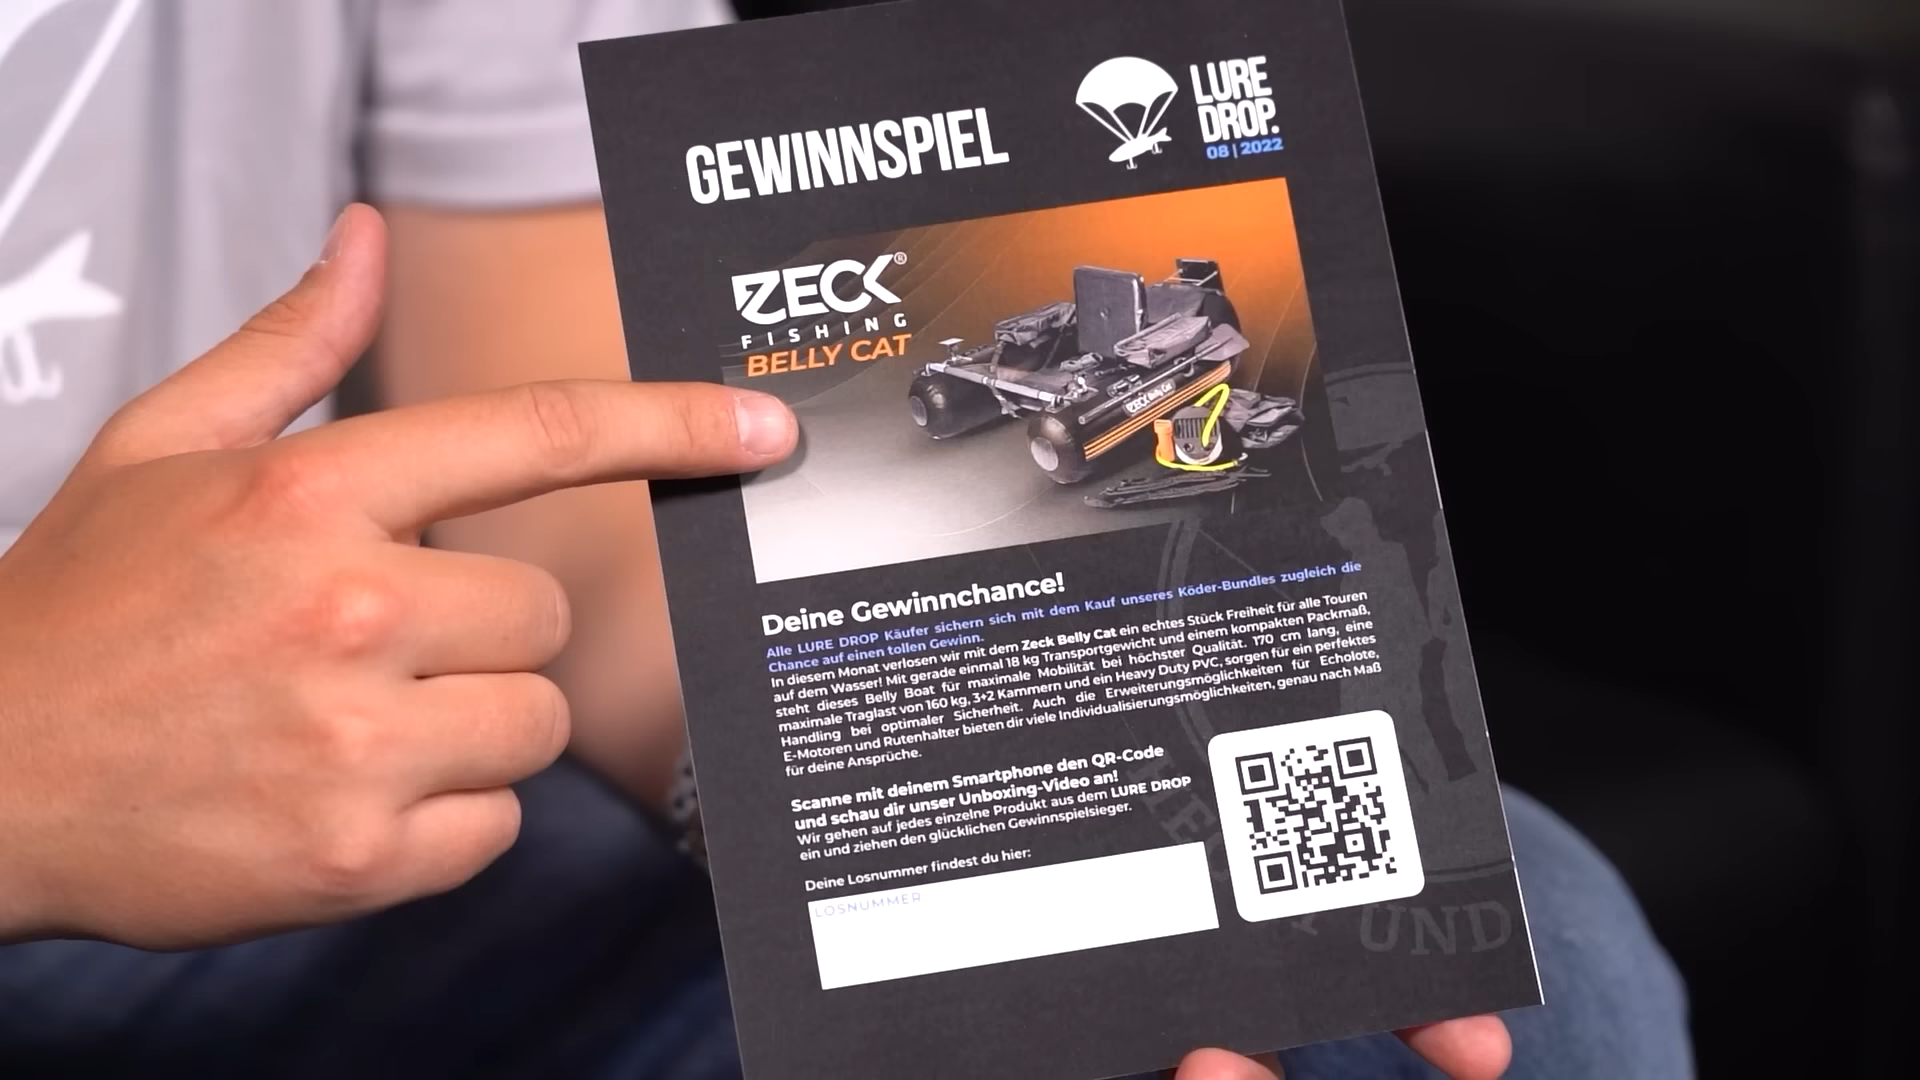 LURE
DROP.
08 | 2022
GEWINNSPIEL
ZECK®
FISHING
BELLY CAT
ZECK Belly Cat
Deine Gewinnchance!
Alle LURE DROP Käufer sichern sich mit dem Kauf unseres Köder-Bundles zugleich die
Chance auf einen tollen Gewinn.
In diesem Monat verlosen wir mit dem Zeck Belly Cat ein echtes Stück Freiheit für alle Touren
auf dem Wasser! Mit gerade einmal 18 kg Transportgewicht und einem kompakten Packmaß,
steht dieses Belly Boat für maximale Mobilität bei höchster Qualität. 170 cm lang, eine
maximale Traglast von 160 kg, 3+2 Kammern und ein Heavy Duty PVC, sorgen für ein perfektes
Handling bei optimaler Sicherheit. Auch die Erweiterungsmöglichkeiten für Echolote,
E-Motoren und Rutenhalter bieten dir viele Individualisierungsmöglichkeiten, genau nach Maß
für deine Ansprüche.
Scanne mit deinem Smartphone den QR-Code
und schau dir unser Unboxing-Video an!
Wir gehen auf jedes einzelne Produkt aus dem LURE DROP
ein und ziehen den glücklichen Gewinnspielsieger.
Deine Losnummer findest du hier:
LOSNUMMER
UND